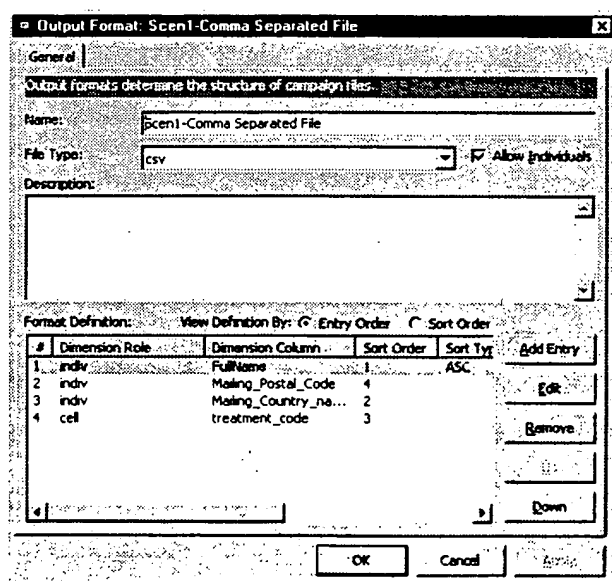 Output Format: Scen1-Comma Separated File
General
Output formats determine the structure of campaign files.
Name: Scen1-Comma Separated File
File Type: csv Allow Individuals
Description:
Format Definition: View Definition By: Entry Order Sort Order
# Dimension Role Dimension Column Sort Order Sort Typ
1 indiv FullName 1 ASC
2 indiv Mailing_Postal_Code 4
3 indiv Mailing_Country_na... 2
4 cell treatment_code 3
Add Entry
Edit
Remove
Up
Down
OK Cancel Apply